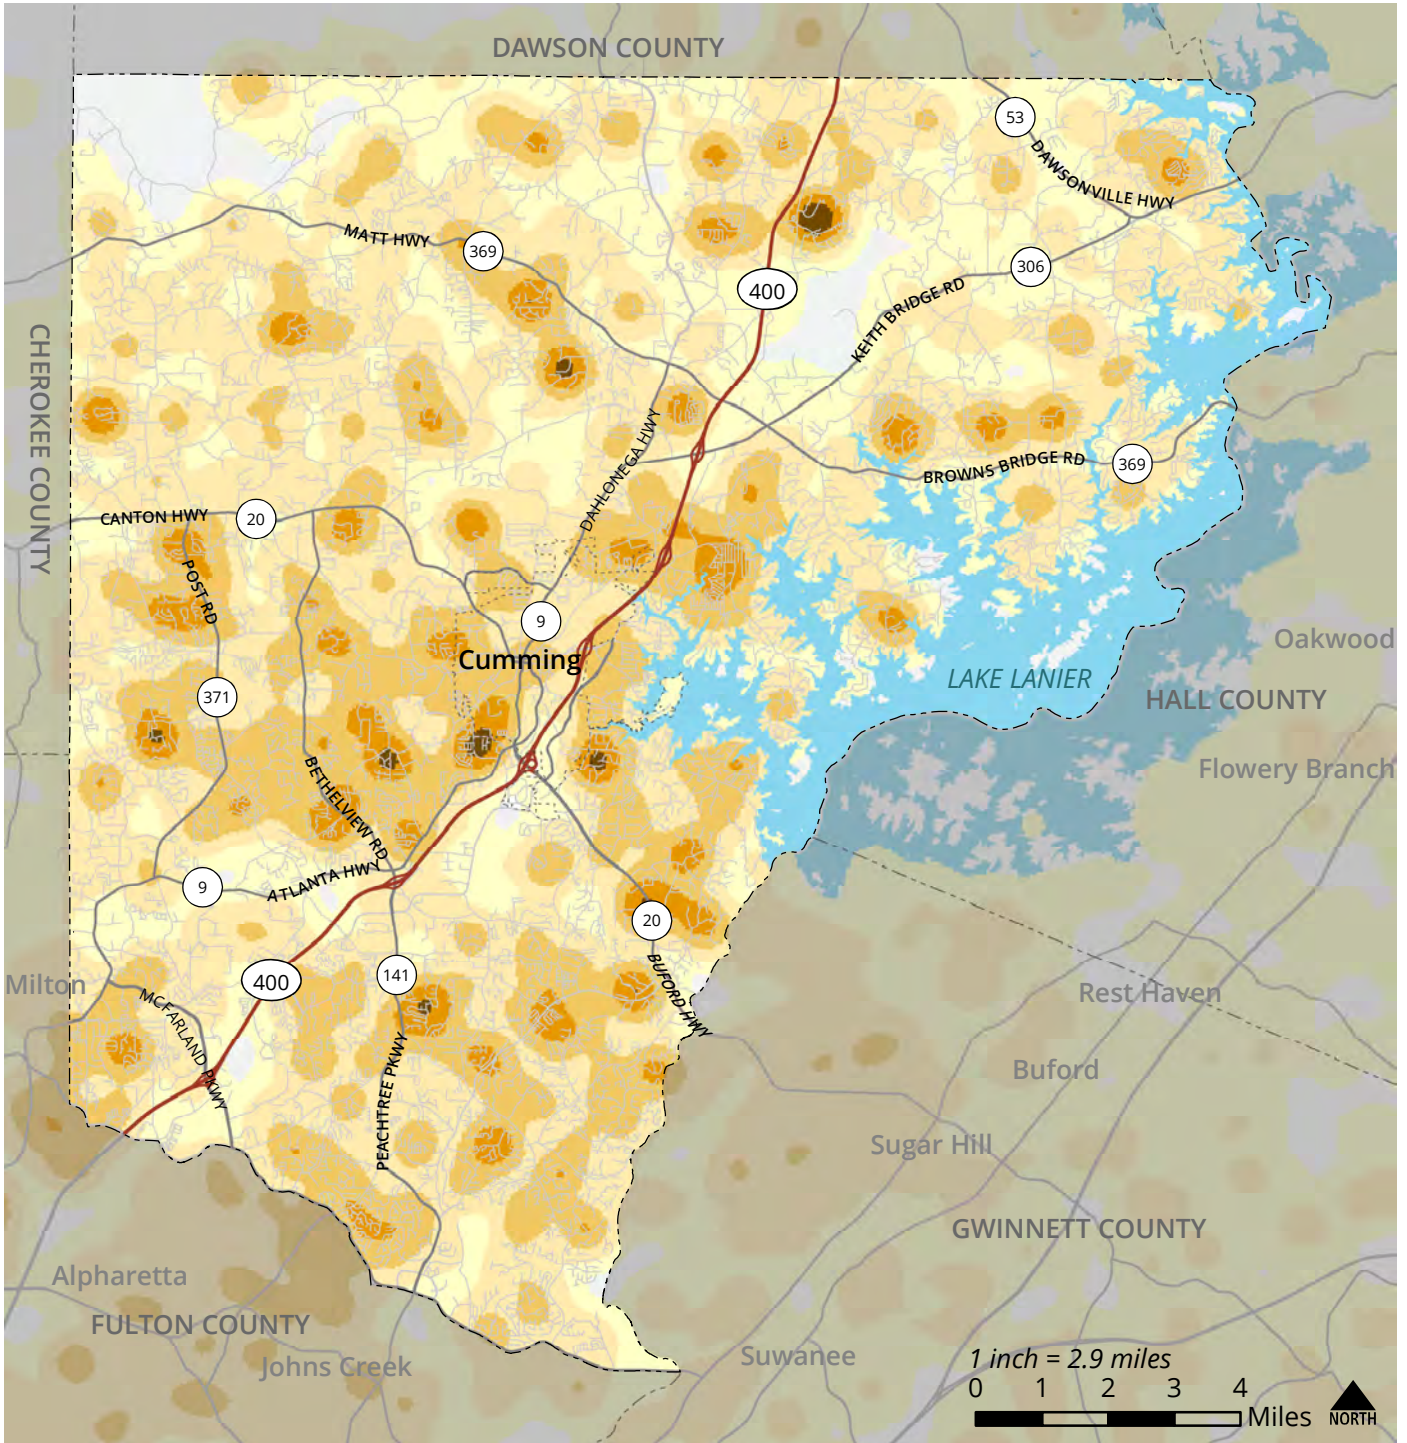 DAWSON COUNTY
53
DAWSONVILLE HWY
MATT HWY
369
400
306
KEITH BRIDGE RD
CHEROKEE COUNTY
DAHLONEGA HWY
BROWNS BRIDGE RD
369
CANTON HWY
20
POST RD
9
Cumming
Oakwood
LAKE LANIER
HALL COUNTY
371
Flowery Branch
BETHELVIEW RD
9
ATLANTA HWY
20
400
141
BUFORD HWY
Milton
MCFARLAND PKWY
Rest Haven
PEACHTREE PKWY
Buford
Sugar Hill
GWINNETT COUNTY
Alpharetta
FULTON COUNTY
Johns Creek
Suwanee
1 inch = 2.9 miles
0 1 2 3 4
Miles
NORTH